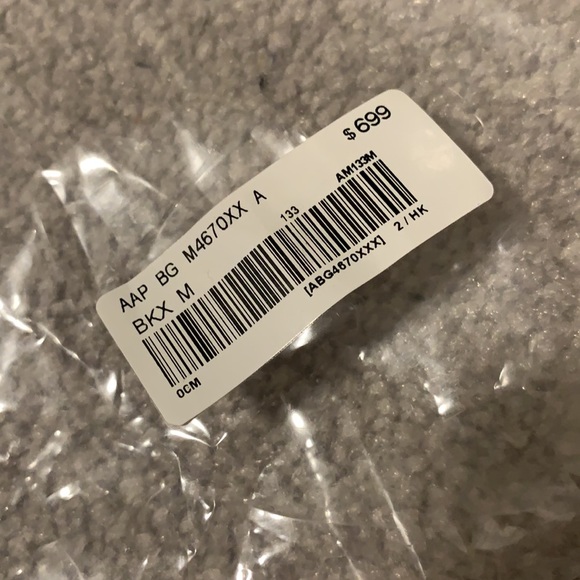 $699
AAP BG M4670XX A
133 AM133M
BKX M
0CM [ABG4670XXX] 2 / HK